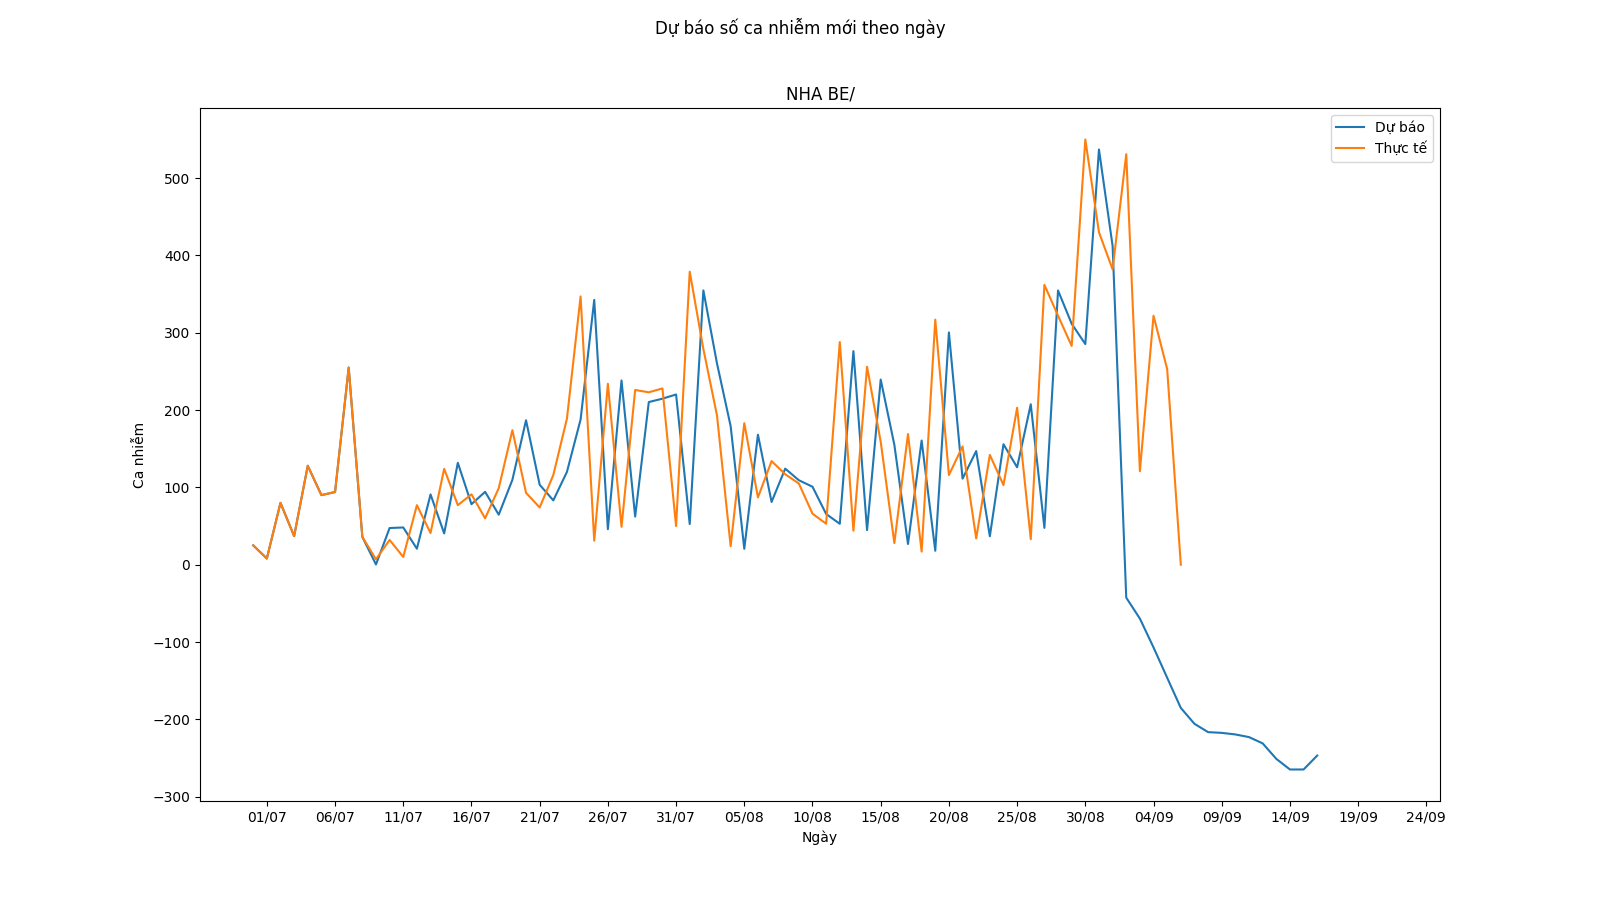 Dự báo số ca nhiễm mới theo ngày
NHA BE/
Dự báo
Thực tế
500
400
300
200
100
0
−100
−200
−300
Ca nhiễm
01/07 06/07 11/07 16/07 21/07 26/07 31/07 05/08 10/08 15/08 20/08 25/08 30/08 04/09 09/09 14/09 19/09 24/09
Ngày